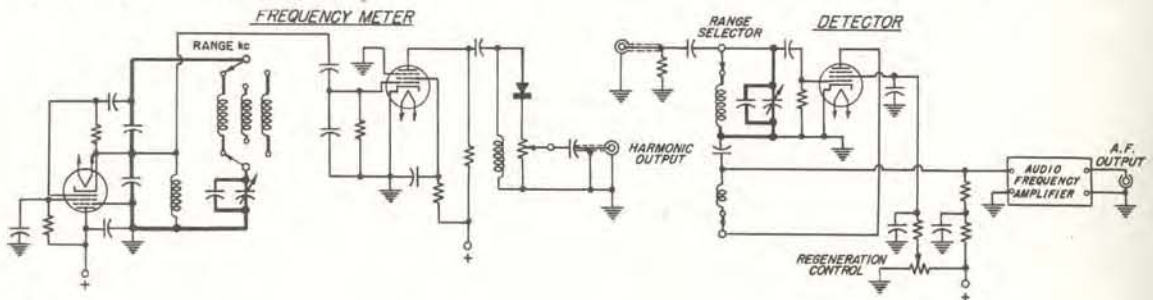 FREQUENCY METER
RANGE kc
HARMONIC
OUTPUT
+
+
RANGE
SELECTOR
DETECTOR
A.F.
OUTPUT
AUDIO
FREQUENCY
AMPLIFIER
REGENERATION
CONTROL
+